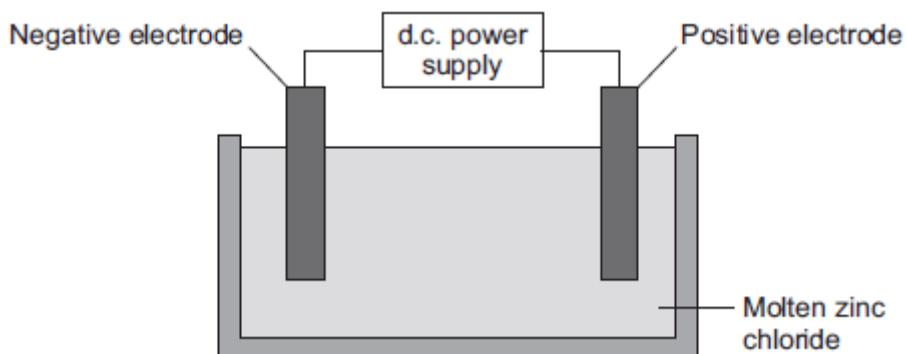 Negative electrode
d.c. power
supply
Positive electrode
Molten zinc
chloride